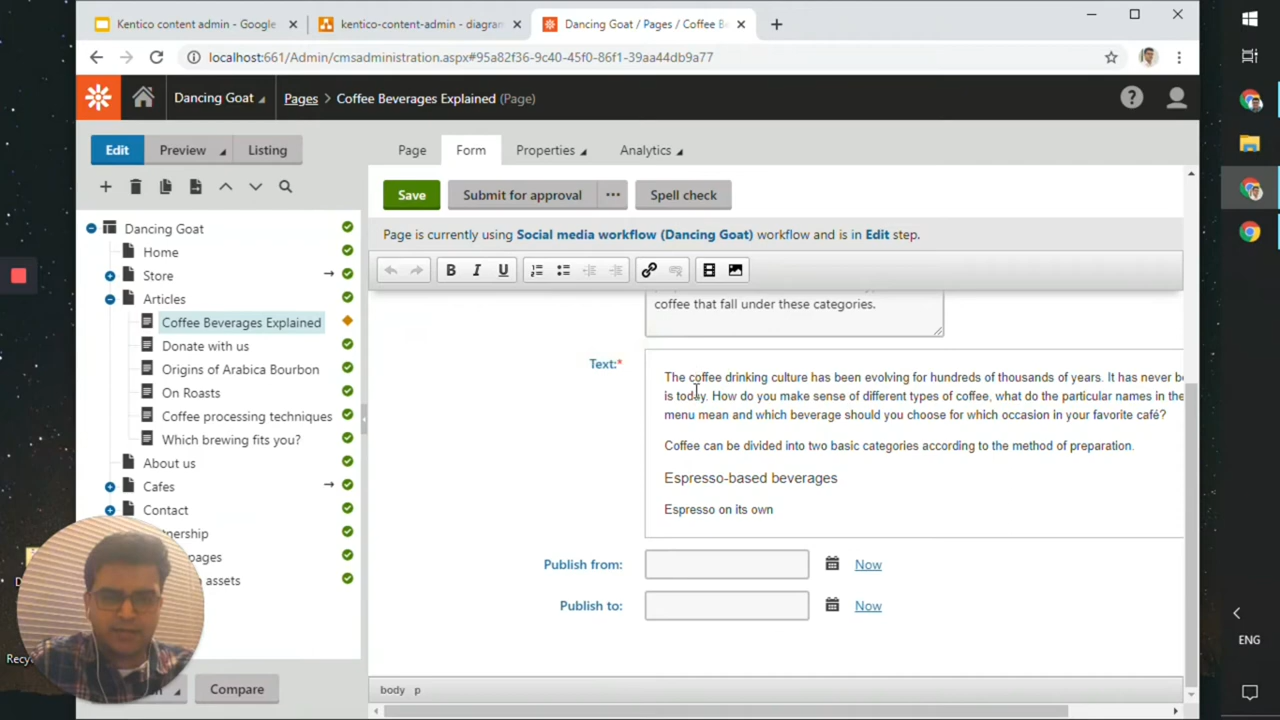 Kentico content admin - Google
kentico-content-admin - diagram
Dancing Goat / Pages / Coffee B
localhost:661/Admin/cmsadministration.aspx#95a82f36-9c40-45f0-86f1-39aa44db9a77
Dancing Goat
Pages > Coffee Beverages Explained (Page)
Edit
Preview
Listing
Page
Form
Properties
Analytics
Save
Submit for approval
Spell check
Page is currently using Social media workflow (Dancing Goat) workflow and is in Edit step.
B I U
Dancing Goat
Home
Store
Articles
Coffee Beverages Explained
Donate with us
Origins of Arabica Bourbon
On Roasts
Coffee processing techniques
Which brewing fits you?
About us
Cafes
Contact
tnership
pages
assets
Compare
coffee that fall under these categories.
Text:*
The coffee drinking culture has been evolving for hundreds of thousands of years. It has never b
is today. How do you make sense of different types of coffee, what do the particular names in the
menu mean and which beverage should you choose for which occasion in your favorite café?
Coffee can be divided into two basic categories according to the method of preparation.
Espresso-based beverages
Espresso on its own
Publish from:
Now
Publish to:
Now
body p
Recy
ENG